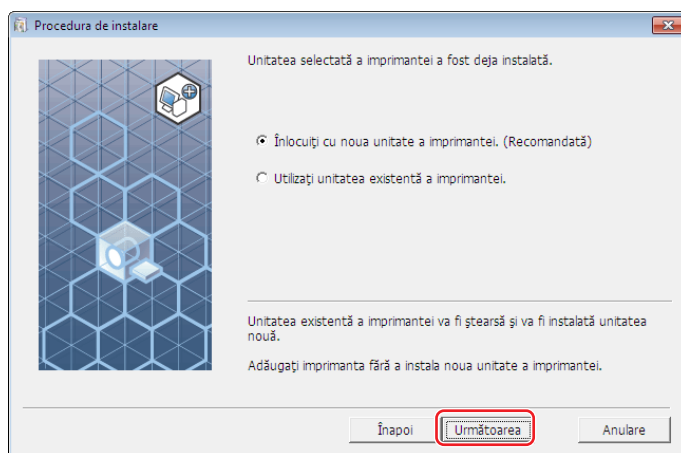 Procedura de instalare
Unitatea selectată a imprimantei a fost deja instalată.
Înlocuiţi cu noua unitate a imprimantei. (Recomandată)
Utilizaţi unitatea existentă a imprimantei.
Unitatea existentă a imprimantei va fi ştearsă şi va fi instalată unitatea
nouă.
Adăugaţi imprimanta fără a instala noua unitate a imprimantei.
Înapoi Următoarea Anulare